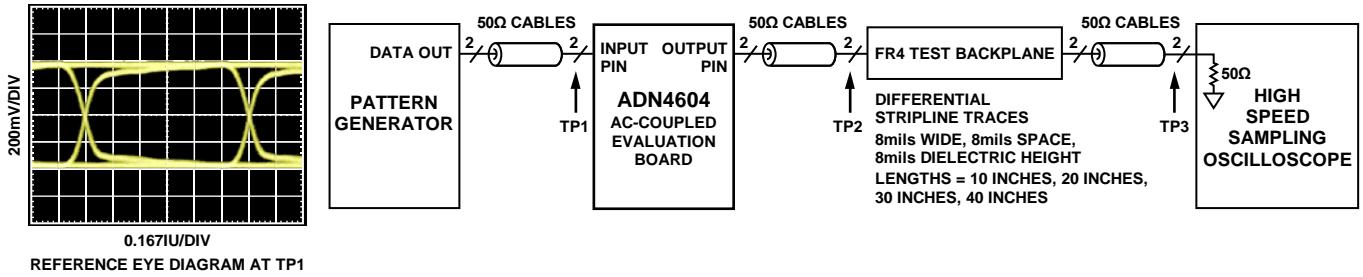 200mV/DIV
0.167IU/DIV
REFERENCE EYE DIAGRAM AT TP1
DATA OUT
PATTERN
GENERATOR
50Ω CABLES
2
2
TP1
INPUT
PIN
OUTPUT
PIN
ADN4604
AC-COUPLED
EVALUATION
BOARD
50Ω CABLES
2
2
TP2
FR4 TEST BACKPLANE
DIFFERENTIAL
STRIPLINE TRACES
8mils WIDE, 8mils SPACE,
8mils DIELECTRIC HEIGHT
LENGTHS = 10 INCHES, 20 INCHES,
30 INCHES, 40 INCHES
50Ω CABLES
2
2
TP3
50Ω
HIGH
SPEED
SAMPLING
OSCILLOSCOPE